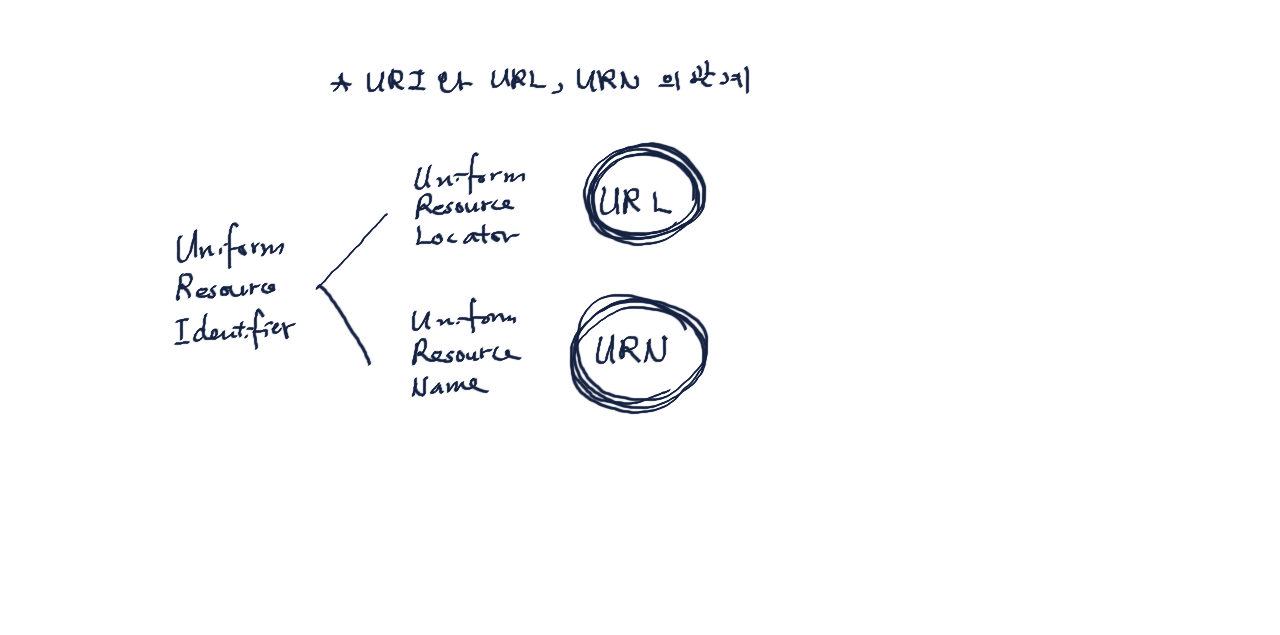 ★ URI 와 URL, URN 의 관계
Uniform
Resource
Locator
URL
Uniform
Resource
Identifier
Uniform
Resource
Name
URN